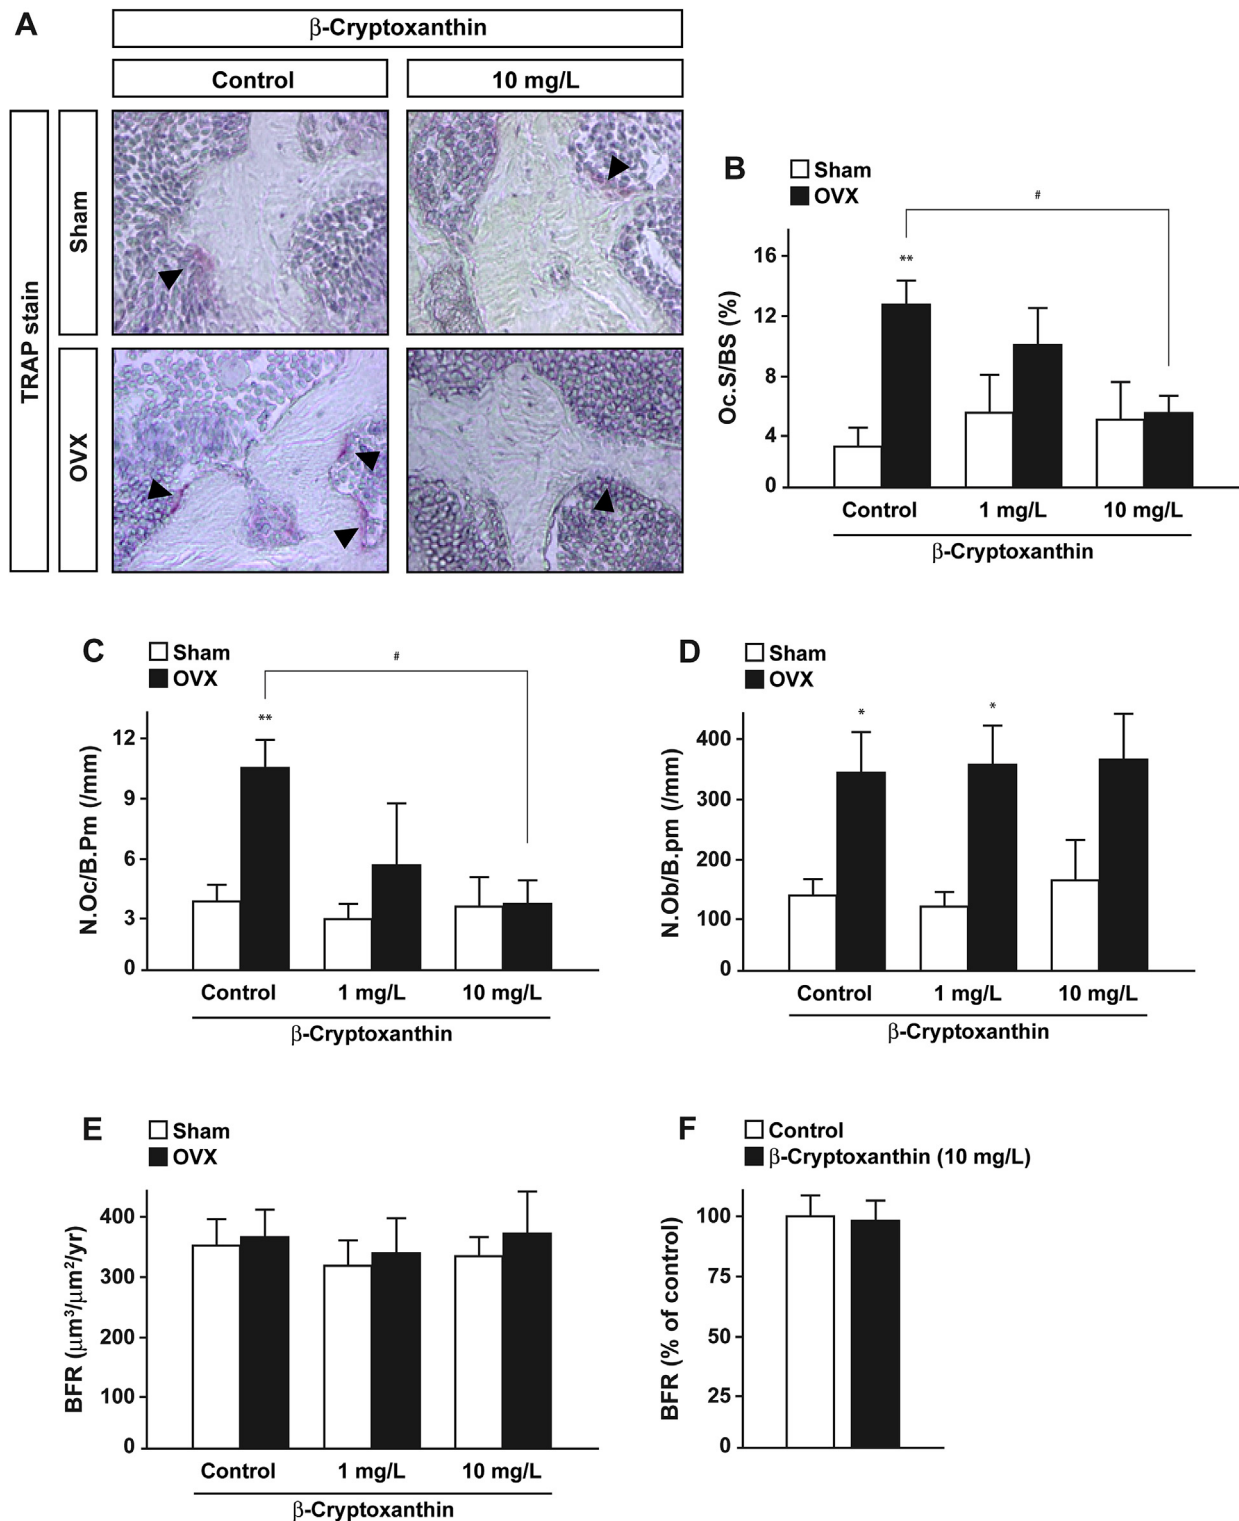 A
β-Cryptoxanthin
Control
10 mg/L
TRAP stain
Sham
OVX
B
Sham
OVX
#
**
Oc.S/BS (%)
16
12
8
4
0
Control
1 mg/L
10 mg/L
β-Cryptoxanthin
C
Sham
OVX
#
**
N.Oc/B.Pm (/mm)
12
9
6
3
0
Control
1 mg/L
10 mg/L
β-Cryptoxanthin
D
Sham
OVX
*
*
N.Ob/B.pm (/mm)
400
300
200
100
0
Control
1 mg/L
10 mg/L
β-Cryptoxanthin
E
Sham
OVX
BFR (μm³/μm²/yr)
400
300
200
100
0
Control
1 mg/L
10 mg/L
β-Cryptoxanthin
F
Control
β-Cryptoxanthin (10 mg/L)
BFR (% of control)
100
75
50
25
0